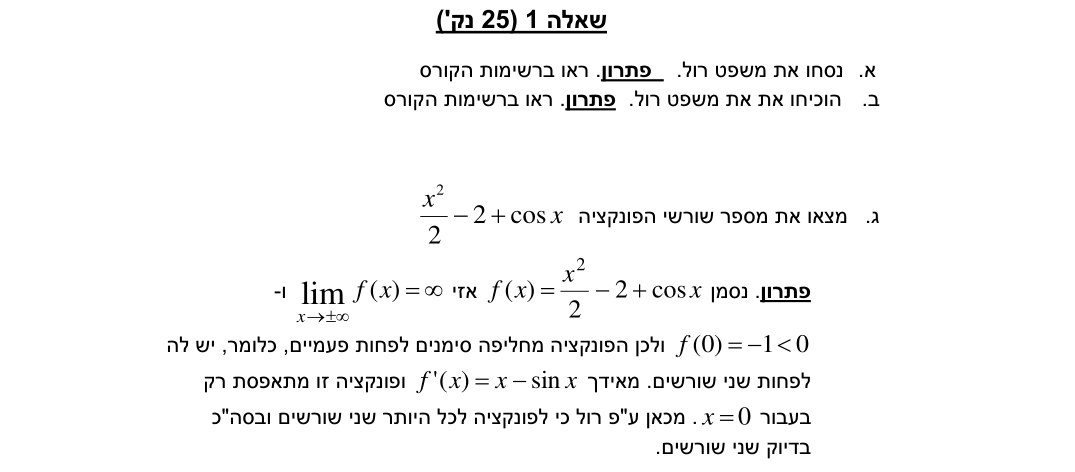 שאלה 1 (25 נק')
א. נסחו את משפט רול. פתרון. ראו ברשימות הקורס
ב. הוכיחו את את משפט רול. פתרון. ראו ברשימות הקורס
ג. מצאו את מספר שורשי הפונקציה x²/2 − 2 + cos x
פתרון. נסמן f(x) = x²/2 − 2 + cos x אזי lim x→±∞ f(x) = ∞ ו-
f(0) = −1 < 0 ולכן הפונקציה מחליפה סימנים לפחות פעמיים, כלומר, יש לה
לפחות שני שורשים. מאידך f'(x) = x − sin x ופונקציה זו מתאפסת רק
בעבור x = 0. מכאן ע"פ רול כי לפונקציה לכל היותר שני שורשים ובסה"כ
בדיוק שני שורשים.